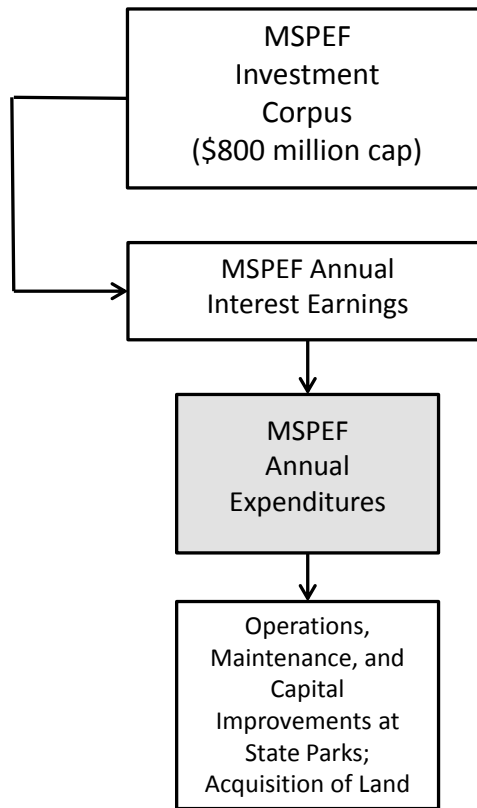 MSPEF
Investment
Corpus
($800 million cap)
MSPEF Annual
Interest Earnings
MSPEF
Annual
Expenditures
Operations,
Maintenance, and
Capital
Improvements at
State Parks;
Acquisition of Land